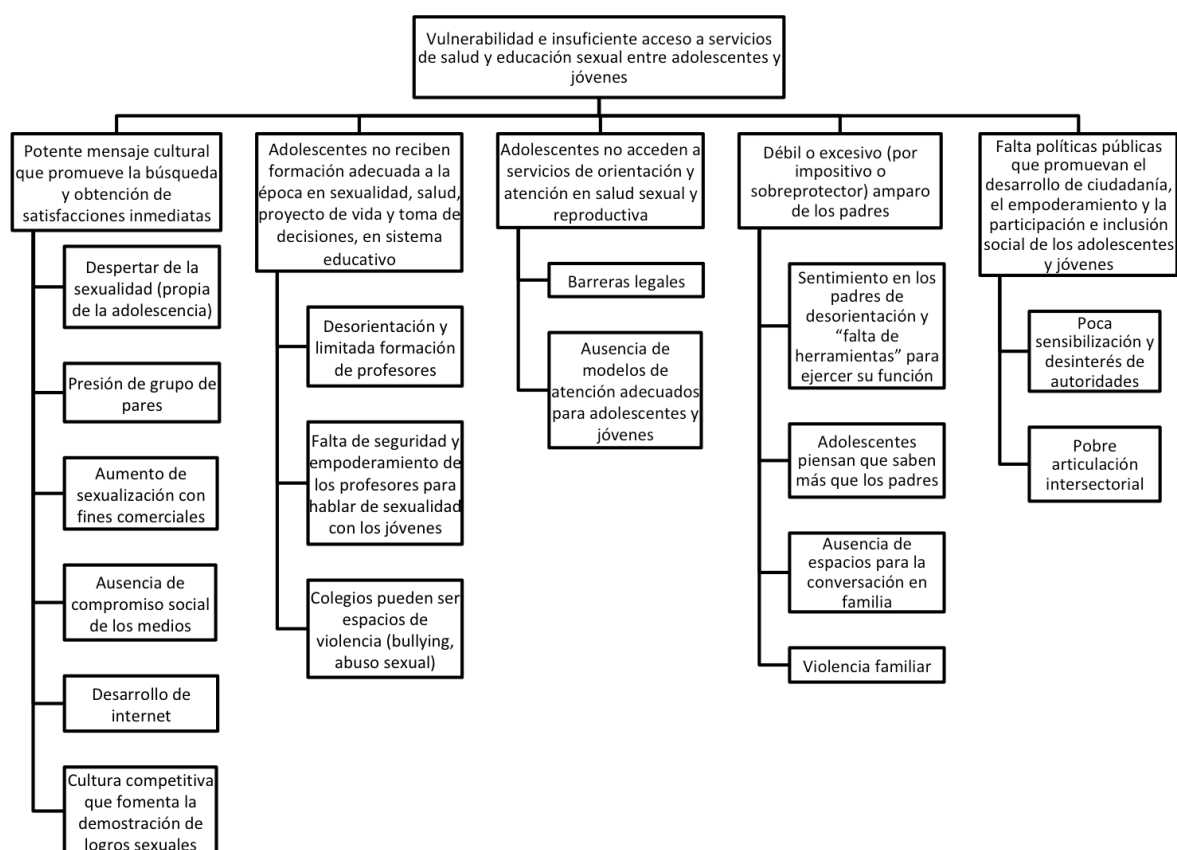 Vulnerabilidad e insuficiente acceso a servicios
de salud y educación sexual entre adolescentes y
jóvenes
Potente mensaje cultural
que promueve la búsqueda
y obtención de
satisfacciones inmediatas
Despertar de la
sexualidad (propia
de la adolescencia)
Presión de grupo de
pares
Aumento de
sexualización con
fines comerciales
Ausencia de
compromiso social
de los medios
Desarrollo de
internet
Cultura competitiva
que fomenta la
demostración de
logros sexuales
Adolescentes no reciben
formación adecuada a la
época en sexualidad, salud,
proyecto de vida y toma de
decisiones, en sistema
educativo
Desorientación y
limitada formación
de profesores
Falta de seguridad y
empoderamiento de
los profesores para
hablar de sexualidad
con los jóvenes
Colegios pueden ser
espacios de
violencia (bullying,
abuso sexual)
Adolescentes no acceden a
servicios de orientación y
atención en salud sexual y
reproductiva
Barreras legales
Ausencia de
modelos de
atención adecuados
para adolescentes y
jóvenes
Débil o excesivo (por
impositivo o
sobreprotector) amparo
de los padres
Sentimiento en los
padres de
desorientación y
“falta de
herramientas” para
ejercer su función
Adolescentes
piensan que saben
más que los padres
Ausencia de
espacios para la
conversación en
familia
Violencia familiar
Falta políticas públicas
que promuevan el
desarrollo de ciudadanía,
el empoderamiento y la
participación e inclusión
social de los adolescentes
y jóvenes
Poca
sensibilización y
desinterés de
autoridades
Pobre
articulación
intersectorial